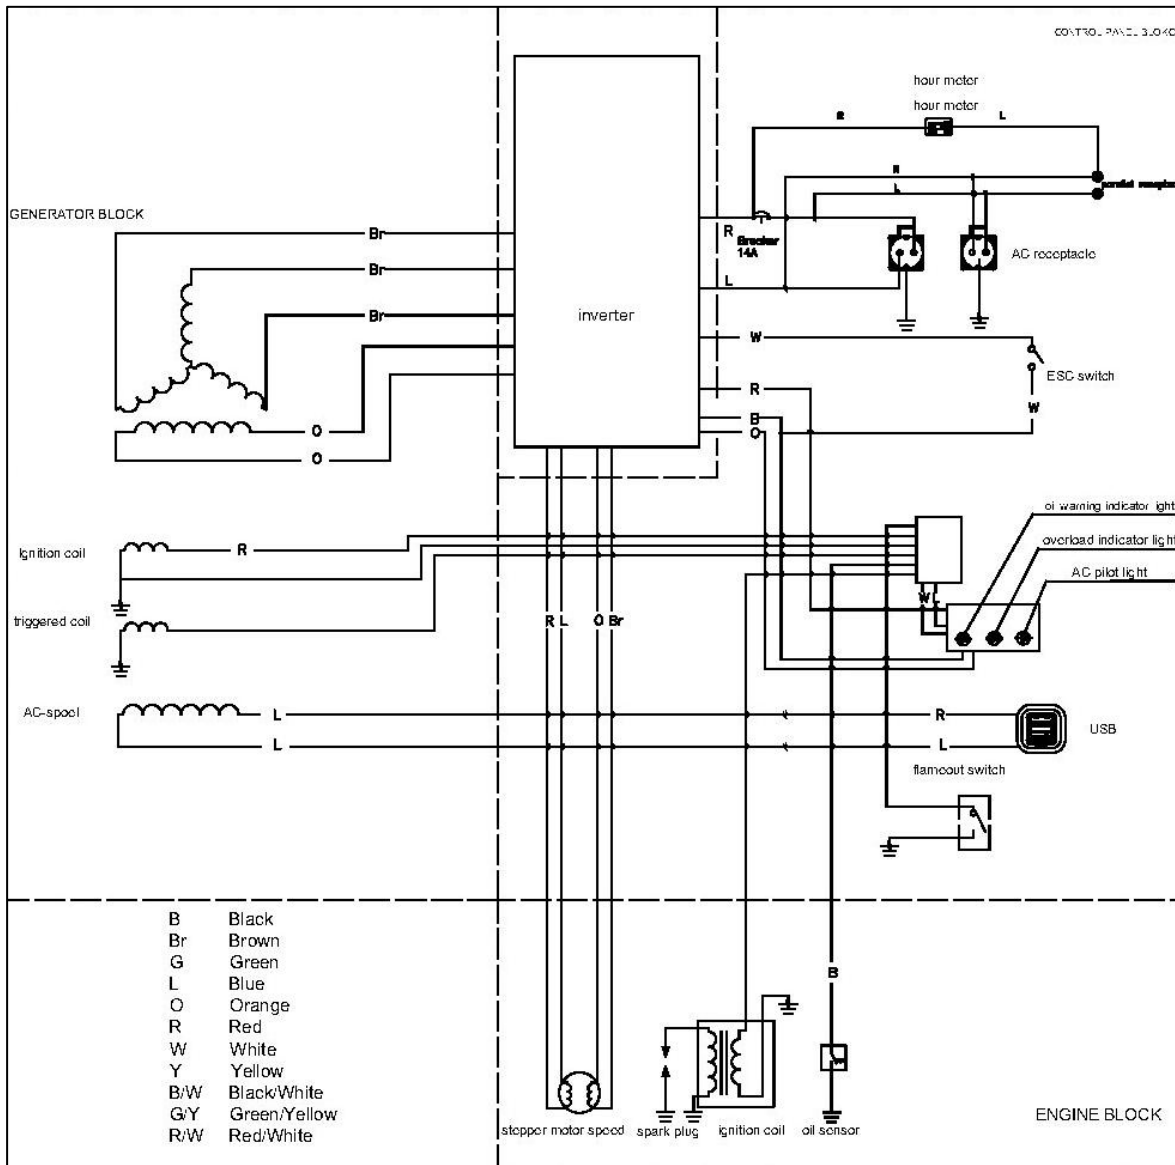 CONTROL PANEL BLOKC
hour meter
hour meter
R L
R
L
GENERATOR BLOCK
Br
R
Breaker
14A
AC receptacle
Br
L
Br
inverter
W
ESC switch
R
W
B
O
O
O
oil warning indicator light
overload indicator light
Ignition coil
R
AC pilot light
W L
triggered coil
R L O Br
AC-spool
L
R
USB
L
L
flameout switch
B Black
Br Brown
G Green
L Blue
O Orange
R Red
W White
Y Yellow
B/W Black/White
G/Y Green/Yellow
R/W Red/White
B
ENGINE BLOCK
stepper motor speed
spark plug
ignition coil
oil sensor